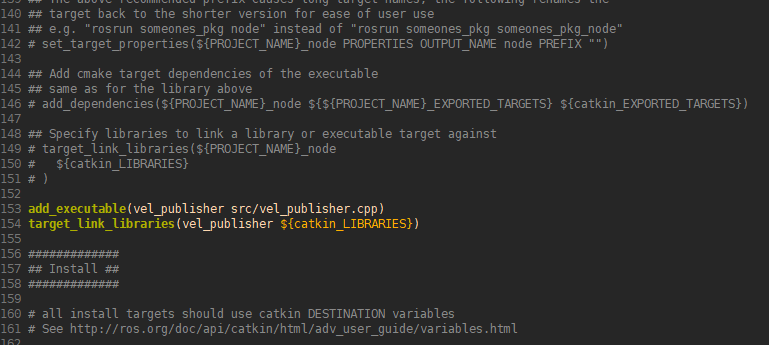 139 ## The above recommended prefix causes long target names, the following renames the
140 ## target back to the shorter version for ease of user use
141 ## e.g. "rosrun someones_pkg node" instead of "rosrun someones_pkg someones_pkg_node"
142 # set_target_properties(${PROJECT_NAME}_node PROPERTIES OUTPUT_NAME node PREFIX "")
143
144 ## Add cmake target dependencies of the executable
145 ## same as for the library above
146 # add_dependencies(${PROJECT_NAME}_node ${${PROJECT_NAME}_EXPORTED_TARGETS} ${catkin_EXPORTED_TARGETS})
147
148 ## Specify libraries to link a library or executable target against
149 # target_link_libraries(${PROJECT_NAME}_node
150 #   ${catkin_LIBRARIES}
151 # )
152
153 add_executable(vel_publisher src/vel_publisher.cpp)
154 target_link_libraries(vel_publisher ${catkin_LIBRARIES})
155
156 #############
157 ## Install ##
158 #############
159
160 # all install targets should use catkin DESTINATION variables
161 # See http://ros.org/doc/api/catkin/html/adv_user_guide/variables.html
162